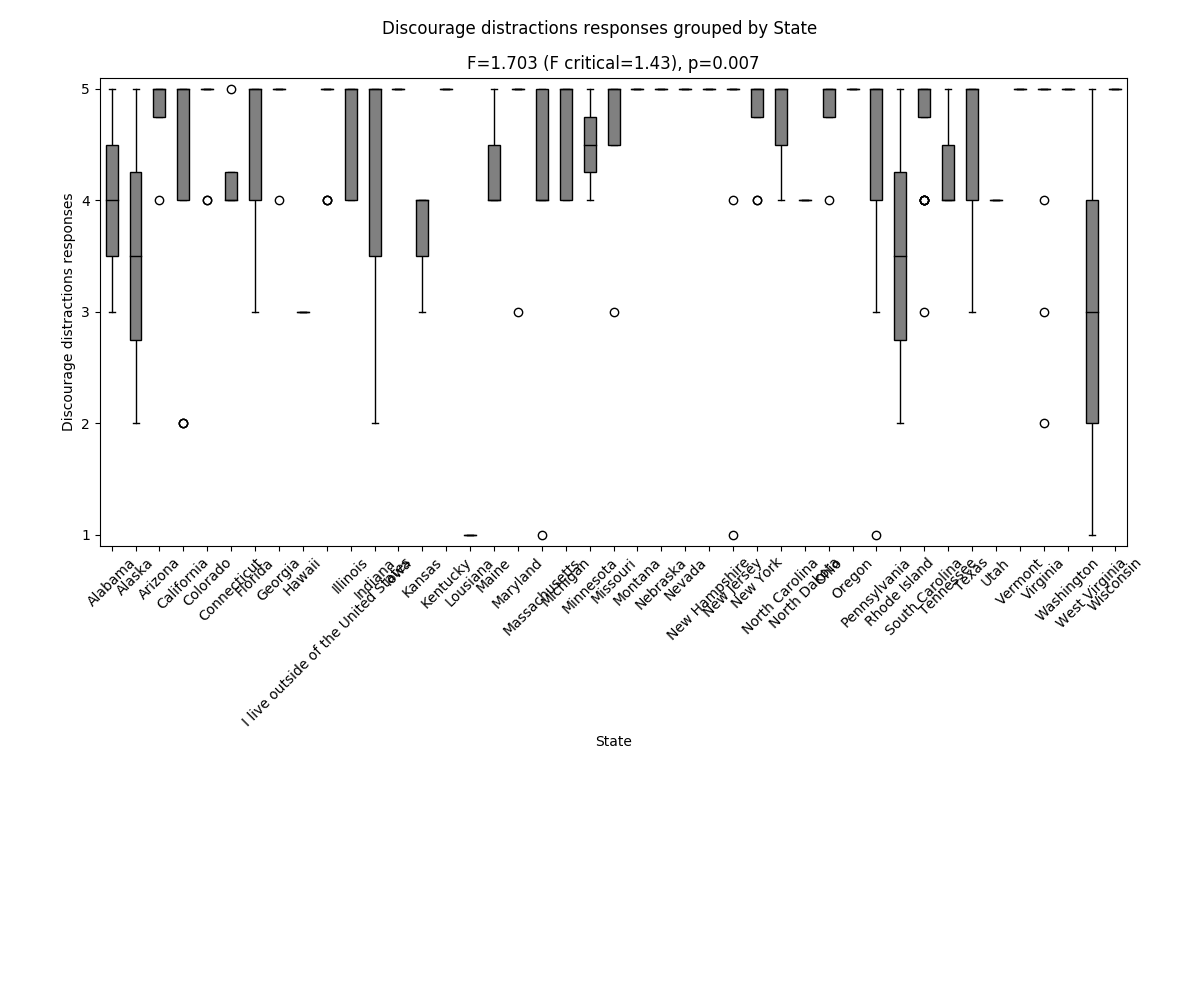 Discourage distractions responses grouped by State
F=1.703 (F critical=1.43), p=0.007
Discourage distractions responses
5
4
3
2
1
Alabama
Alaska
Arizona
California
Colorado
Connecticut
Florida
Georgia
Hawaii
I live outside of the United States
Illinois
Indiana
Iowa
Kansas
Kentucky
Lousiana
Maine
Maryland
Massachusetts
Michigan
Minnesota
Missouri
Montana
Nebraska
Nevada
New Hampshire
New Jersey
New York
North Carolina
North Dakota
Ohio
Oregon
Pennsylvania
Rhode Island
South Carolina
Tennessee
Texas
Utah
Vermont
Virginia
Washington
West Virginia
Wisconsin
State